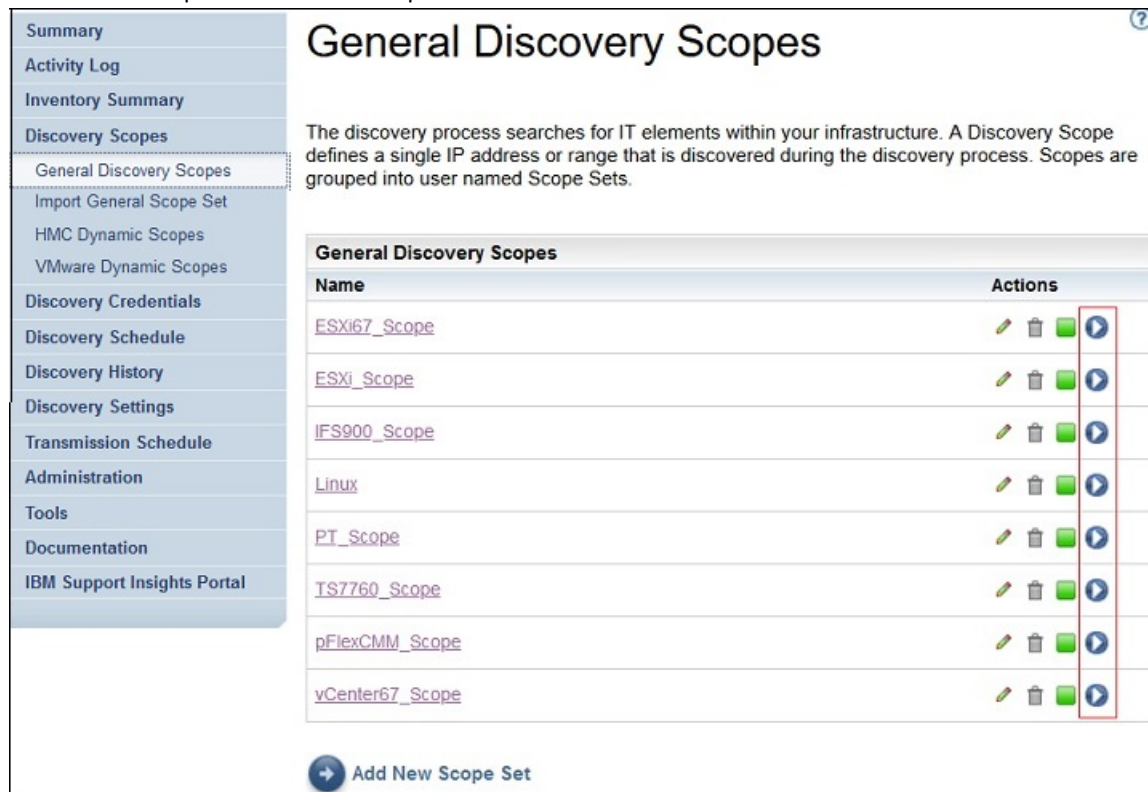 Summary
Activity Log
Inventory Summary
Discovery Scopes
General Discovery Scopes
Import General Scope Set
HMC Dynamic Scopes
VMware Dynamic Scopes
Discovery Credentials
Discovery Schedule
Discovery History
Discovery Settings
Transmission Schedule
Administration
Tools
Documentation
IBM Support Insights Portal
General Discovery Scopes
?
The discovery process searches for IT elements within your infrastructure. A Discovery Scope
defines a single IP address or range that is discovered during the discovery process. Scopes are
grouped into user named Scope Sets.
General Discovery Scopes
Name Actions
ESXi67_Scope
ESXi_Scope
IFS900_Scope
Linux
PT_Scope
TS7760_Scope
pFlexCMM_Scope
vCenter67_Scope
Add New Scope Set